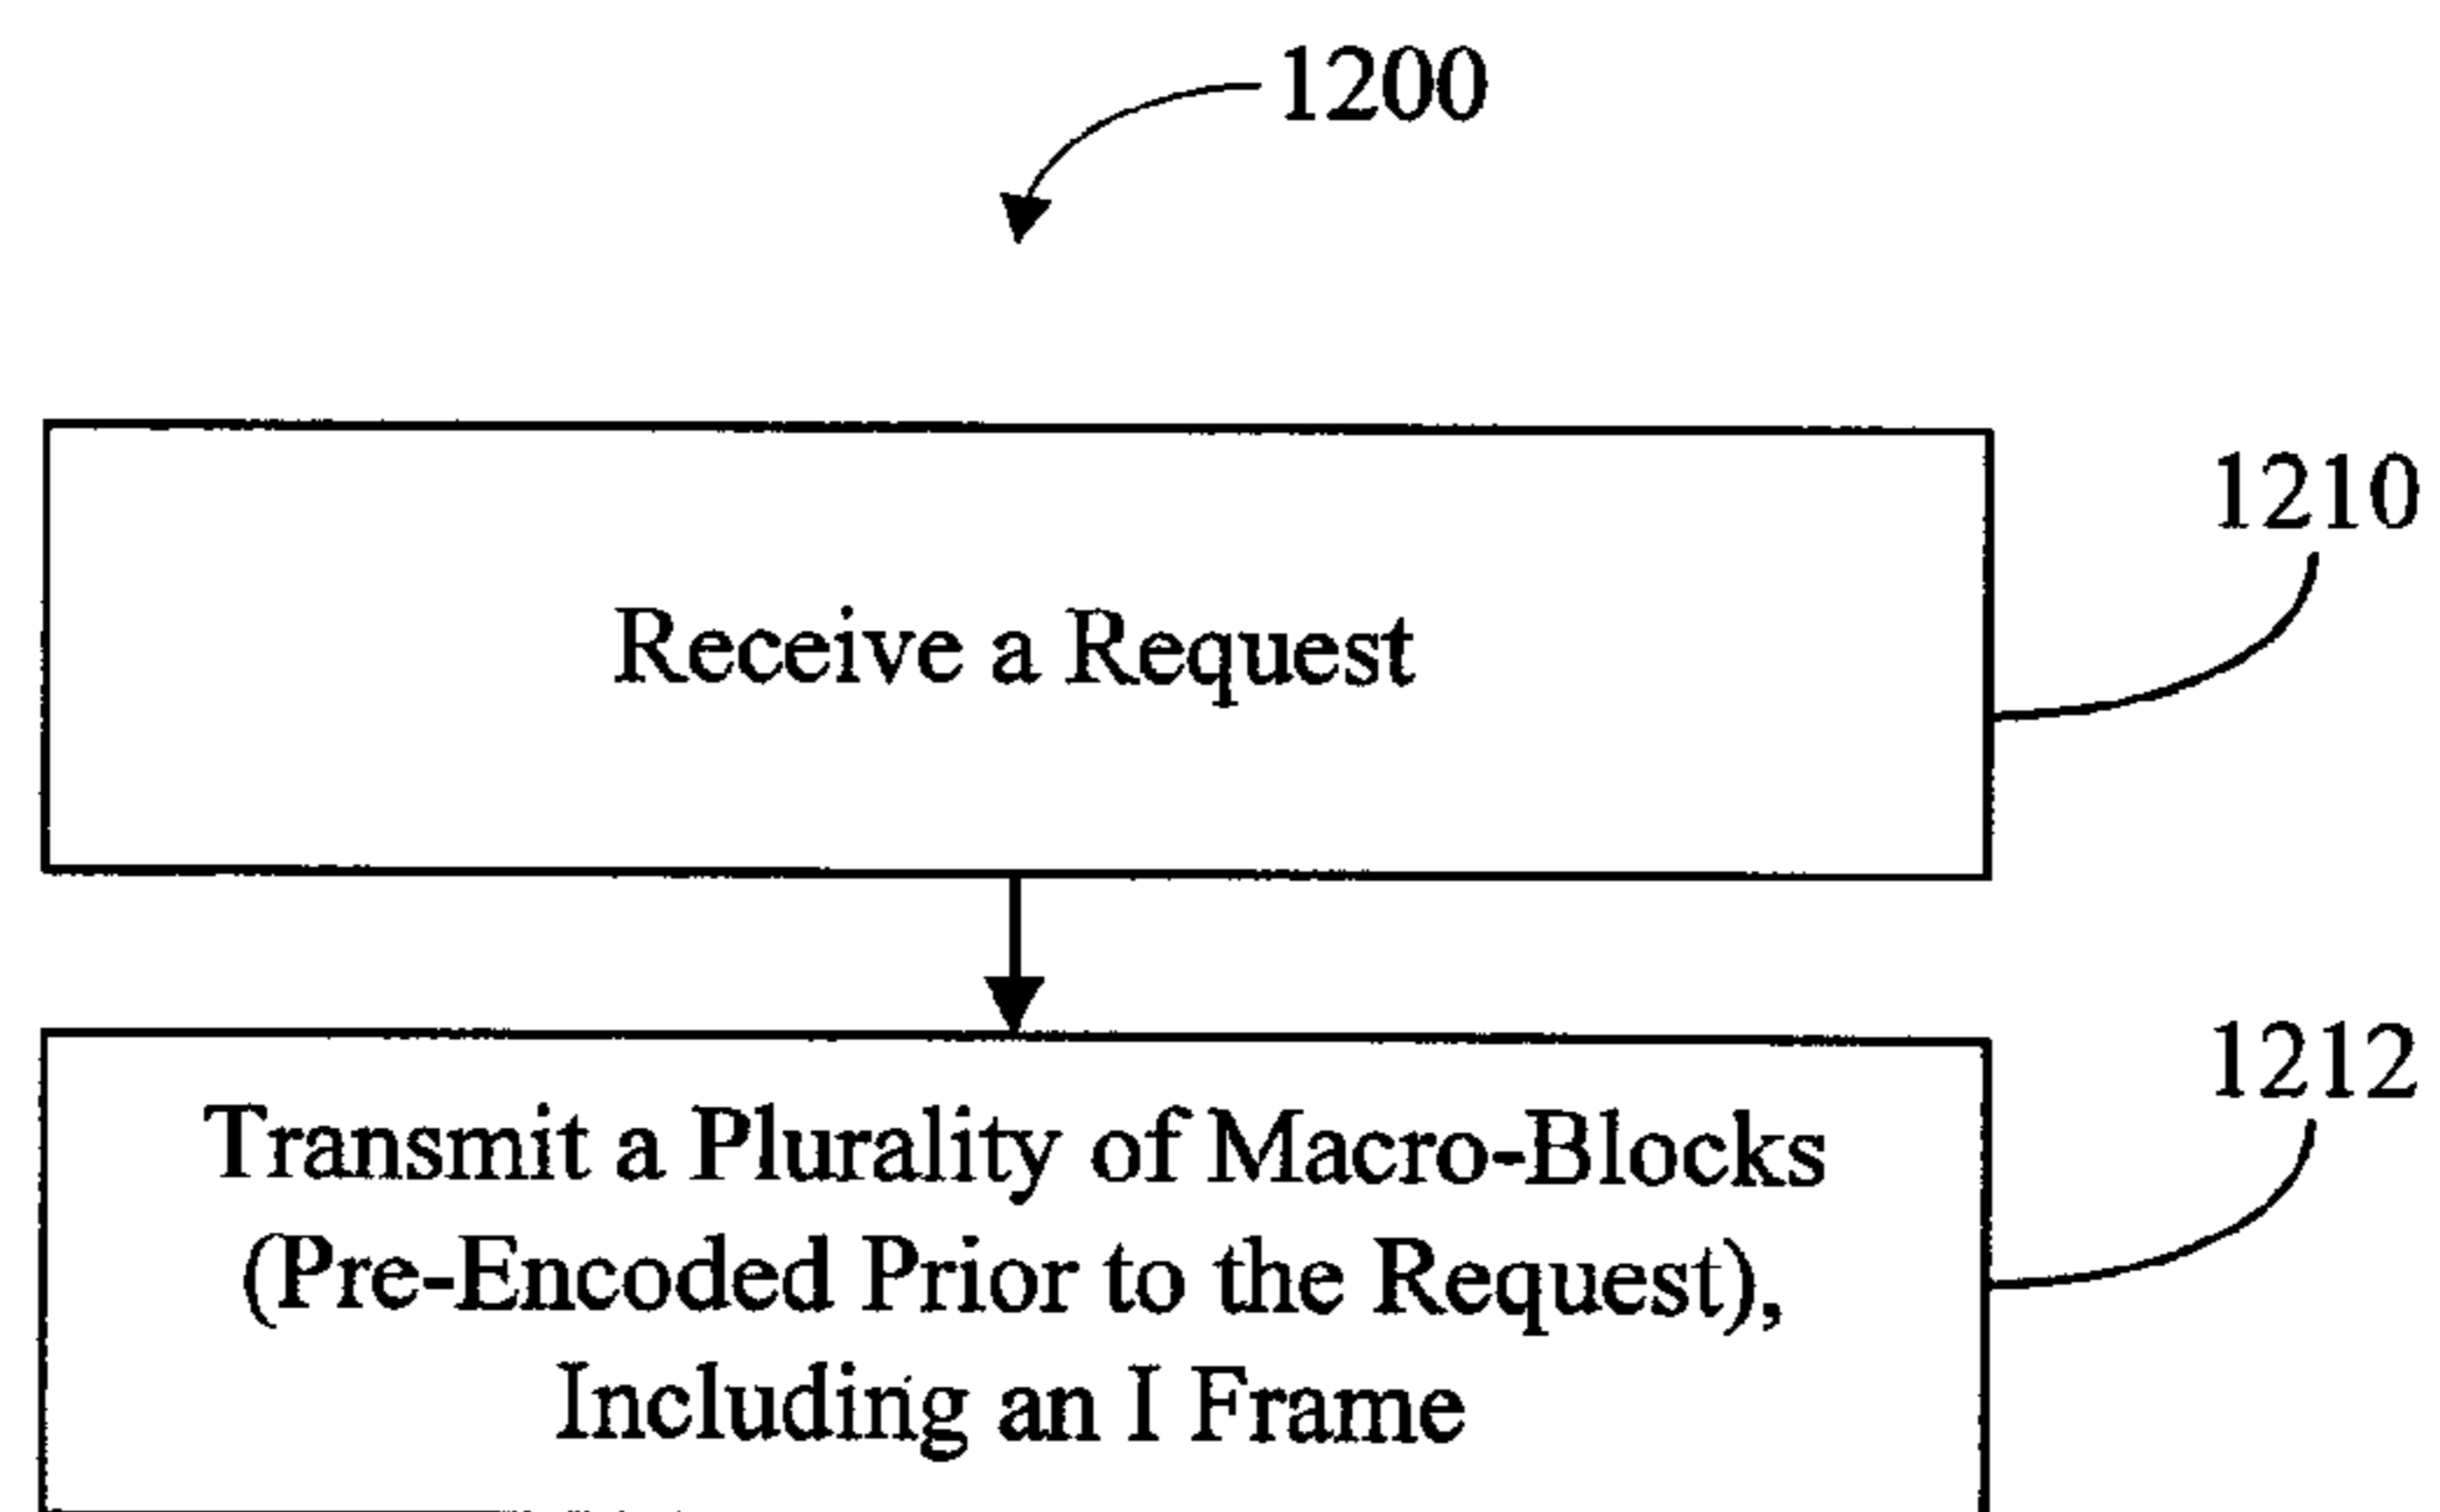 1200
1210
Receive a Request
1212
Transmit a Plurality of Macro-Blocks
(Pre-Encoded Prior to the Request),
Including an I Frame